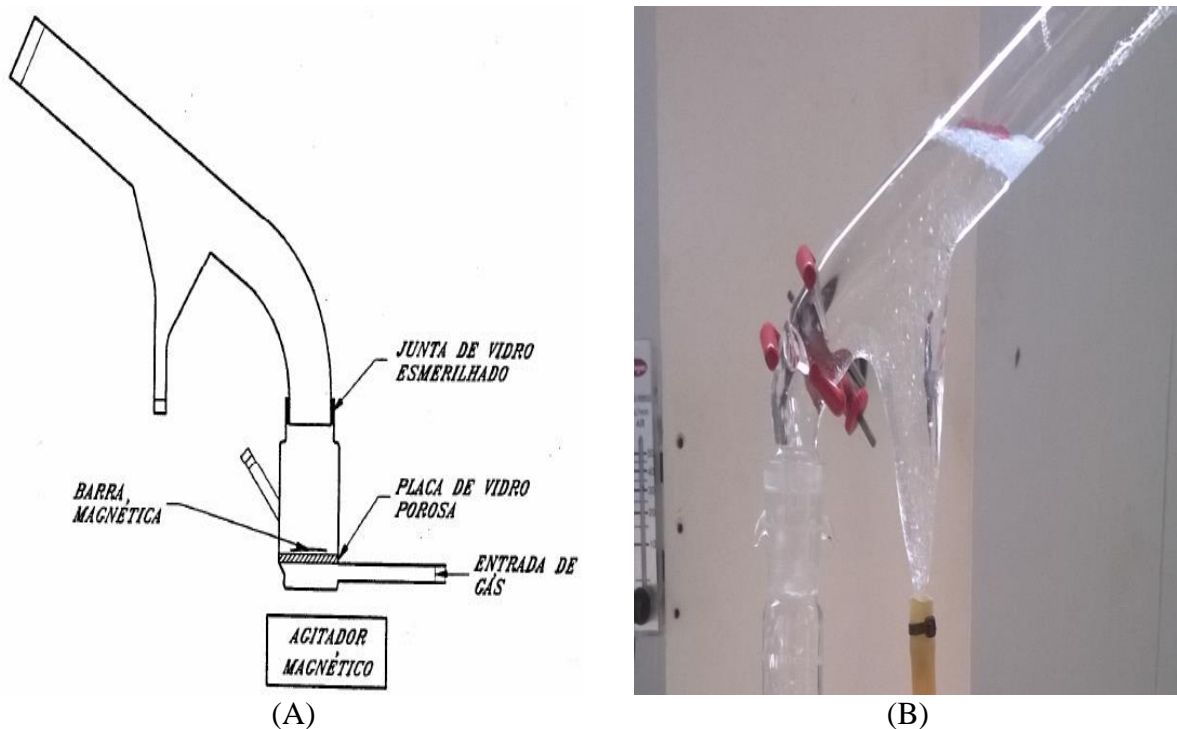 JUNTA DE VIDRO
ESMERILHADO
BARRA
MAGNÉTICA
PLACA DE VIDRO
POROSA
ENTRADA DE
GÁS
AGITADOR
MAGNÉTICO
(A)
(B)